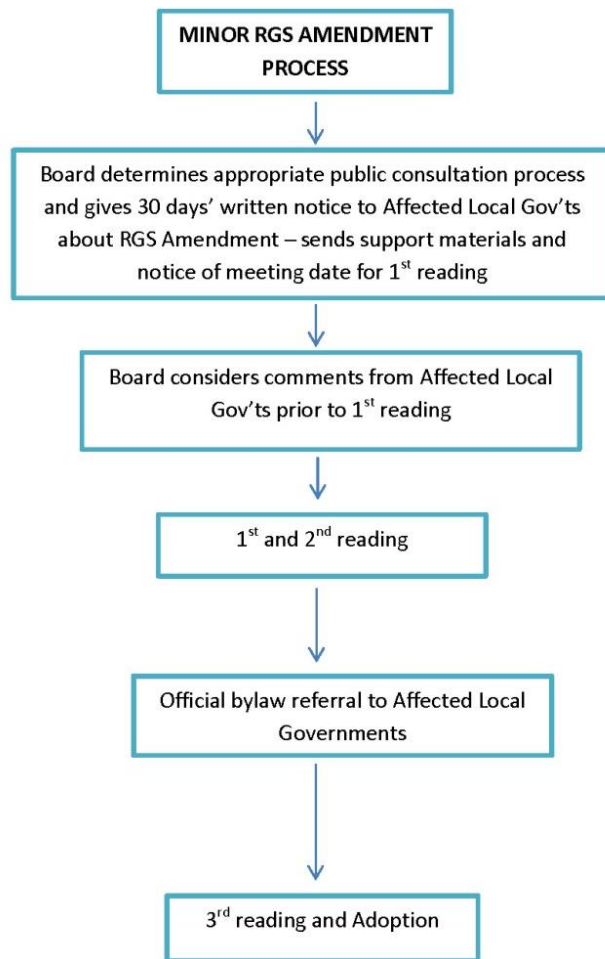 MINOR RGS AMENDMENT
PROCESS
Board determines appropriate public consultation process
and gives 30 days’ written notice to Affected Local Gov’ts
about RGS Amendment – sends support materials and
notice of meeting date for 1st reading
Board considers comments from Affected Local
Gov’ts prior to 1st reading
1st and 2nd reading
Official bylaw referral to Affected Local
Governments
3rd reading and Adoption